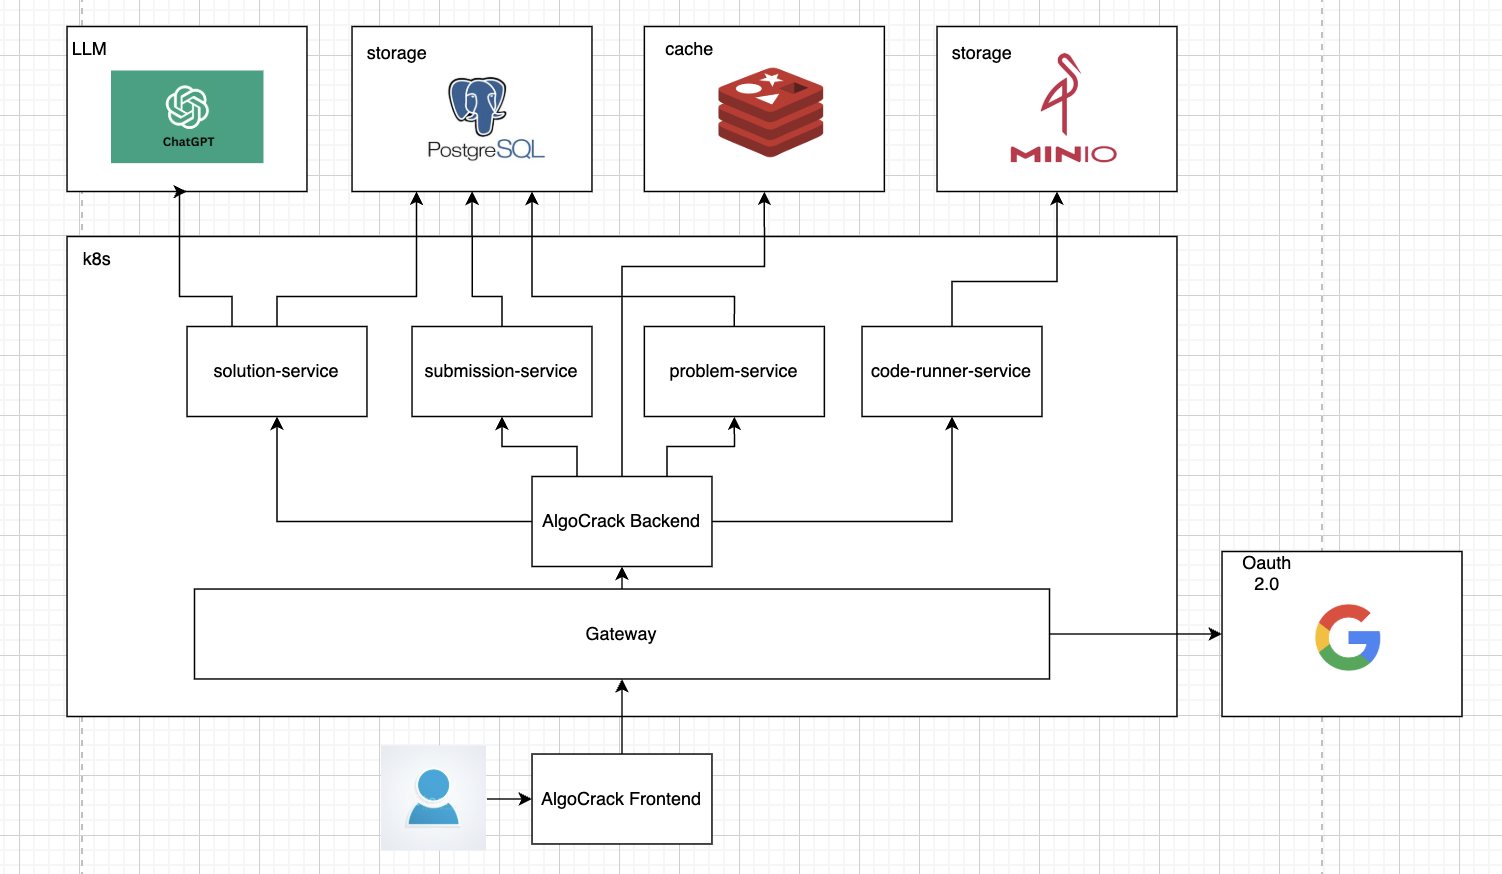 LLM
ChatGPT
storage
PostgreSQL
cache
storage
MINIO
k8s
solution-service
submission-service
problem-service
code-runner-service
AlgoCrack Backend
Gateway
Oauth
2.0
AlgoCrack Frontend